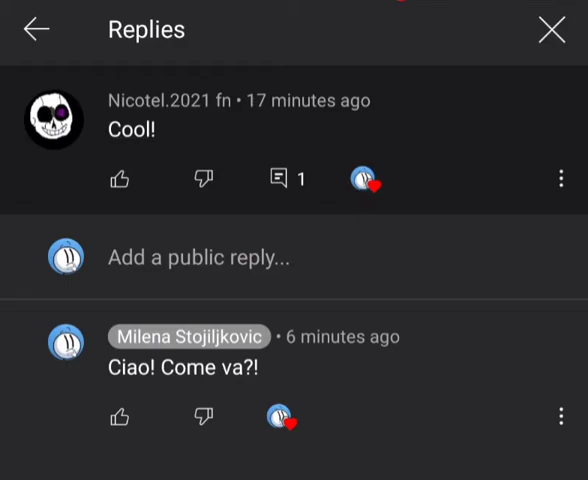 Replies
Nicotel.2021 fn • 17 minutes ago
Cool!
1
Add a public reply...
Milena Stojiljkovic • 6 minutes ago
Ciao! Come va?!